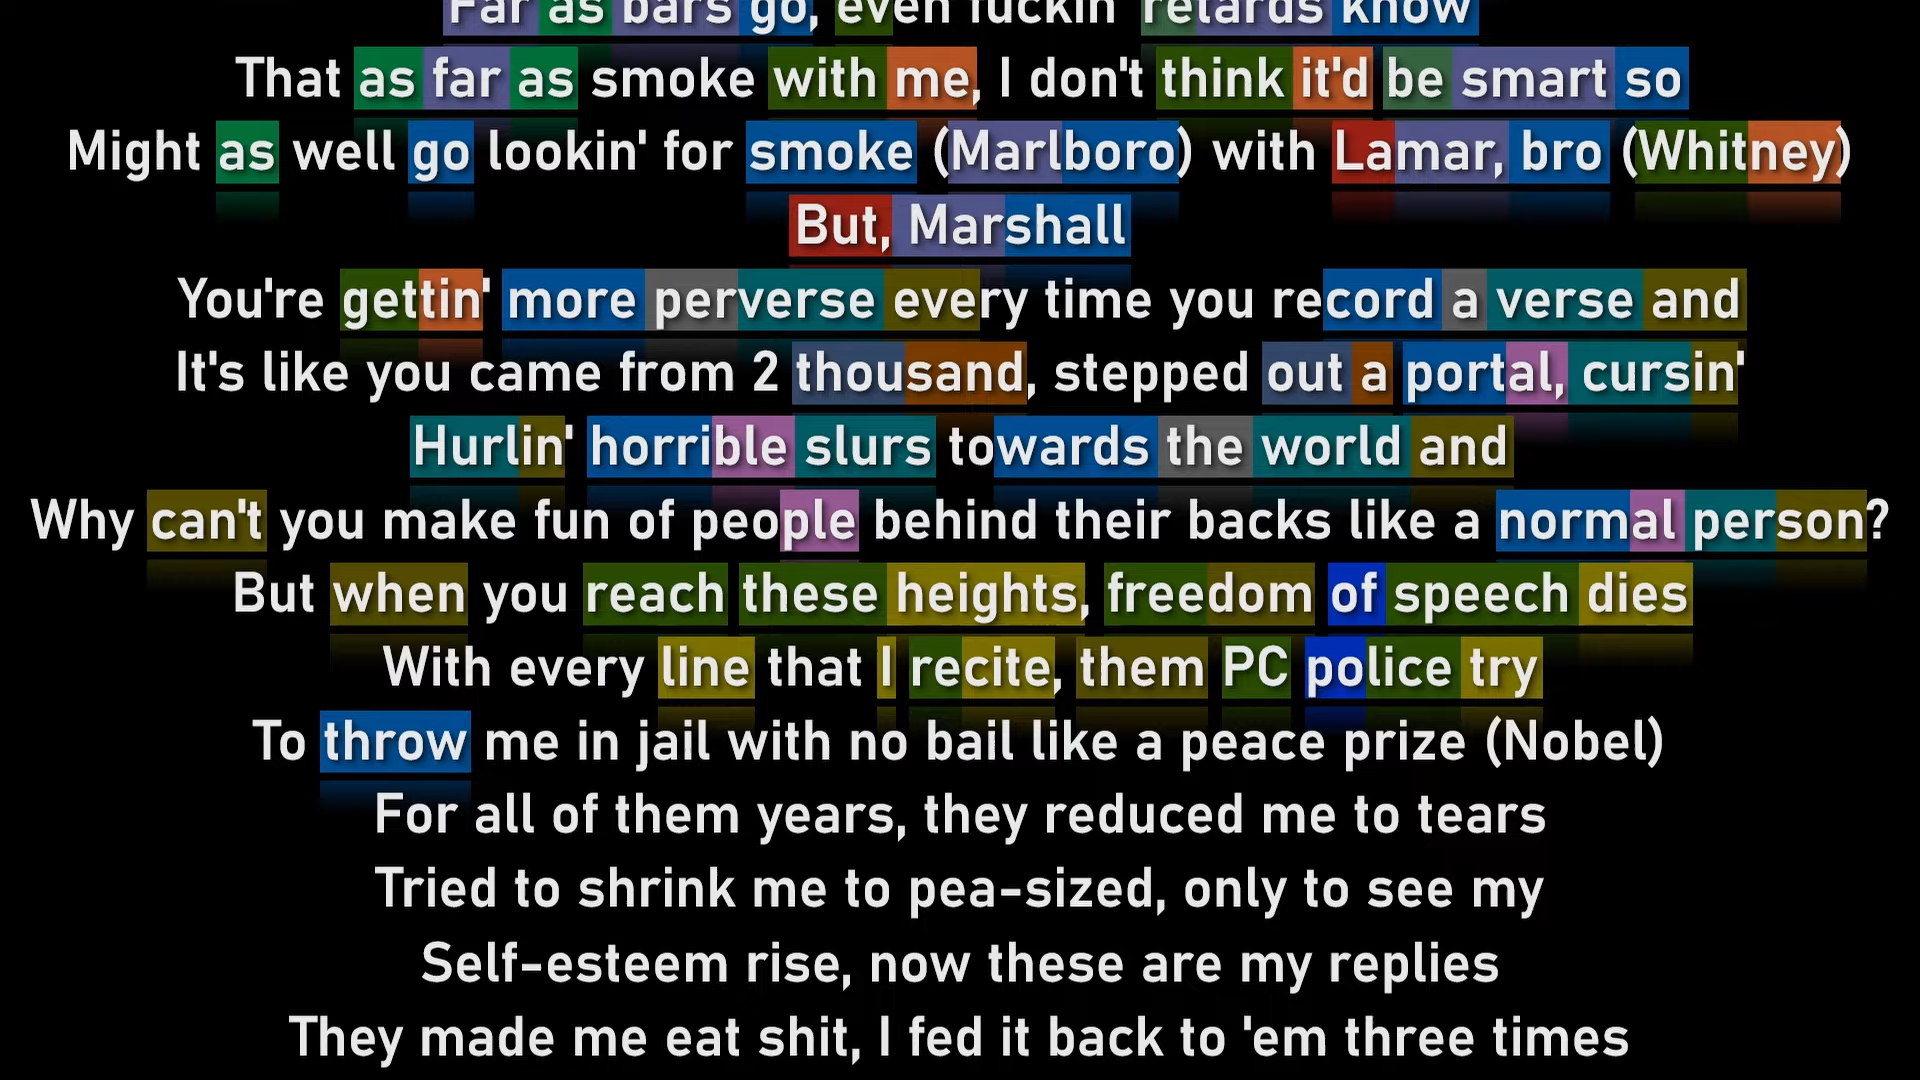 Far as bars go, even fuckin' retards know
That as far as smoke with me, I don't think it'd be smart so
Might as well go lookin' for smoke (Marlboro) with Lamar, bro (Whitney)
But, Marshall
You're gettin' more perverse every time you record a verse and
It's like you came from 2 thousand, stepped out a portal, cursin'
Hurlin' horrible slurs towards the world and
Why can't you make fun of people behind their backs like a normal person?
But when you reach these heights, freedom of speech dies
With every line that I recite, them PC police try
To throw me in jail with no bail like a peace prize (Nobel)
For all of them years, they reduced me to tears
Tried to shrink me to pea-sized, only to see my
Self-esteem rise, now these are my replies
They made me eat shit, I fed it back to 'em three times